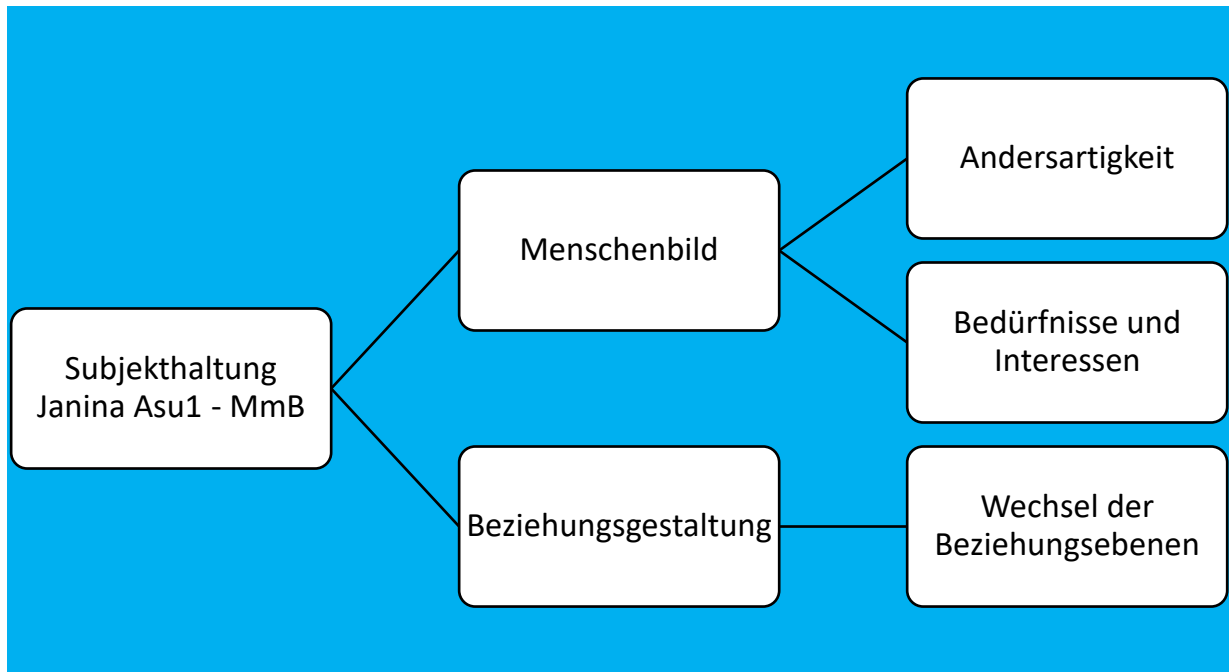 Subjekthaltung
Janina Asu1 - MmB
Menschenbild
Andersartigkeit
Bedürfnisse und
Interessen
Beziehungsgestaltung
Wechsel der
Beziehungsebenen